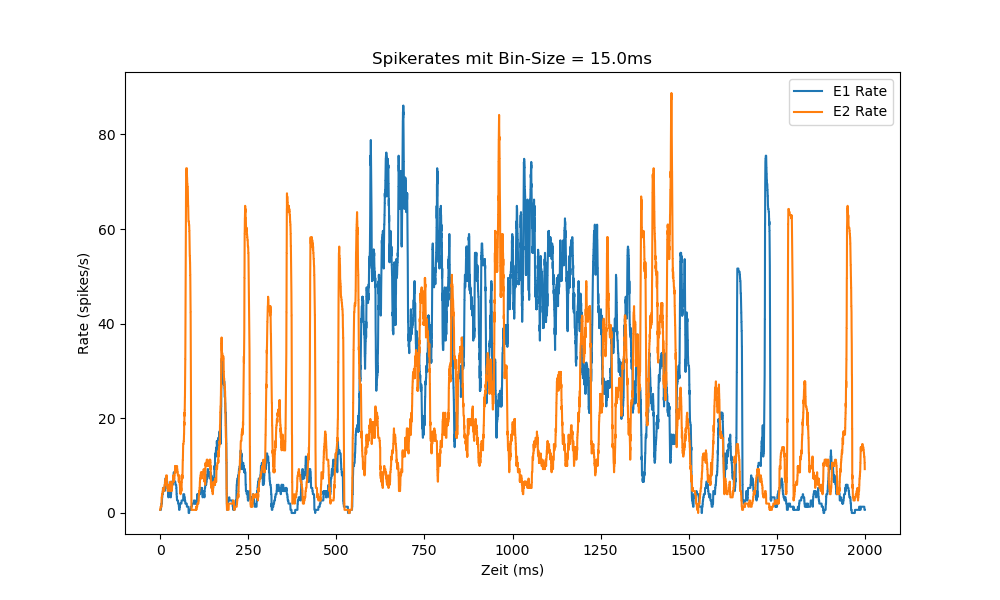 Spikerates mit Bin-Size = 15.0ms
E1 Rate
E2 Rate
Rate (spikes/s)
80
60
40
20
0
0 250 500 750 1000 1250 1500 1750 2000
Zeit (ms)